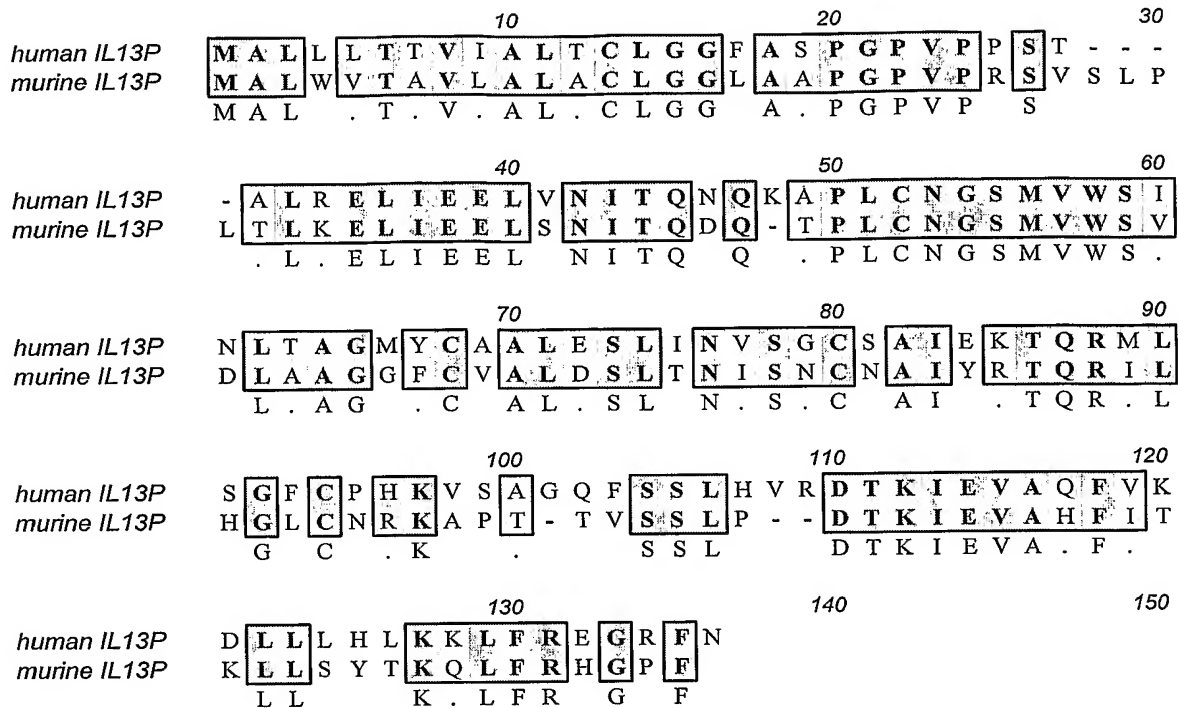 10 20 30
human IL13P M A L L L T T V I A L T C L G G F A S P G P V P P S T - - -
murine IL13P M A L W V T A V L A L A C L G G L A A P G P V P R S V S L P
M A L . T . V . A L . C L G G A . P G P V P S
40 50 60
human IL13P - A L R E L I E E L V N I T Q N Q K A P L C N G S M V W S I
murine IL13P L T L K E L I E E L S N I T Q D Q - T P L C N G S M V W S V
. L . E L I E E L N I T Q Q . P L C N G S M V W S .
70 80 90
human IL13P N L T A G M Y C A A L E S L I N V S G C S A I E K T Q R M L
murine IL13P D L A A G G F C V A L D S L T N I S N C N A I Y R T Q R I L
L . A G . C A L . S L N . S . C A I . T Q R . L
100 110 120
human IL13P S G F C P H K V S A G Q F S S L H V R D T K I E V A Q F V K
murine IL13P H G L C N R K A P T - T V S S L P - - D T K I E V A H F I T
G C . K . S S L D T K I E V A . F .
130 140 150
human IL13P D L L L H L K K L F R E G R F N
murine IL13P K L L S Y T K Q L F R H G P F
L L K . L F R G F